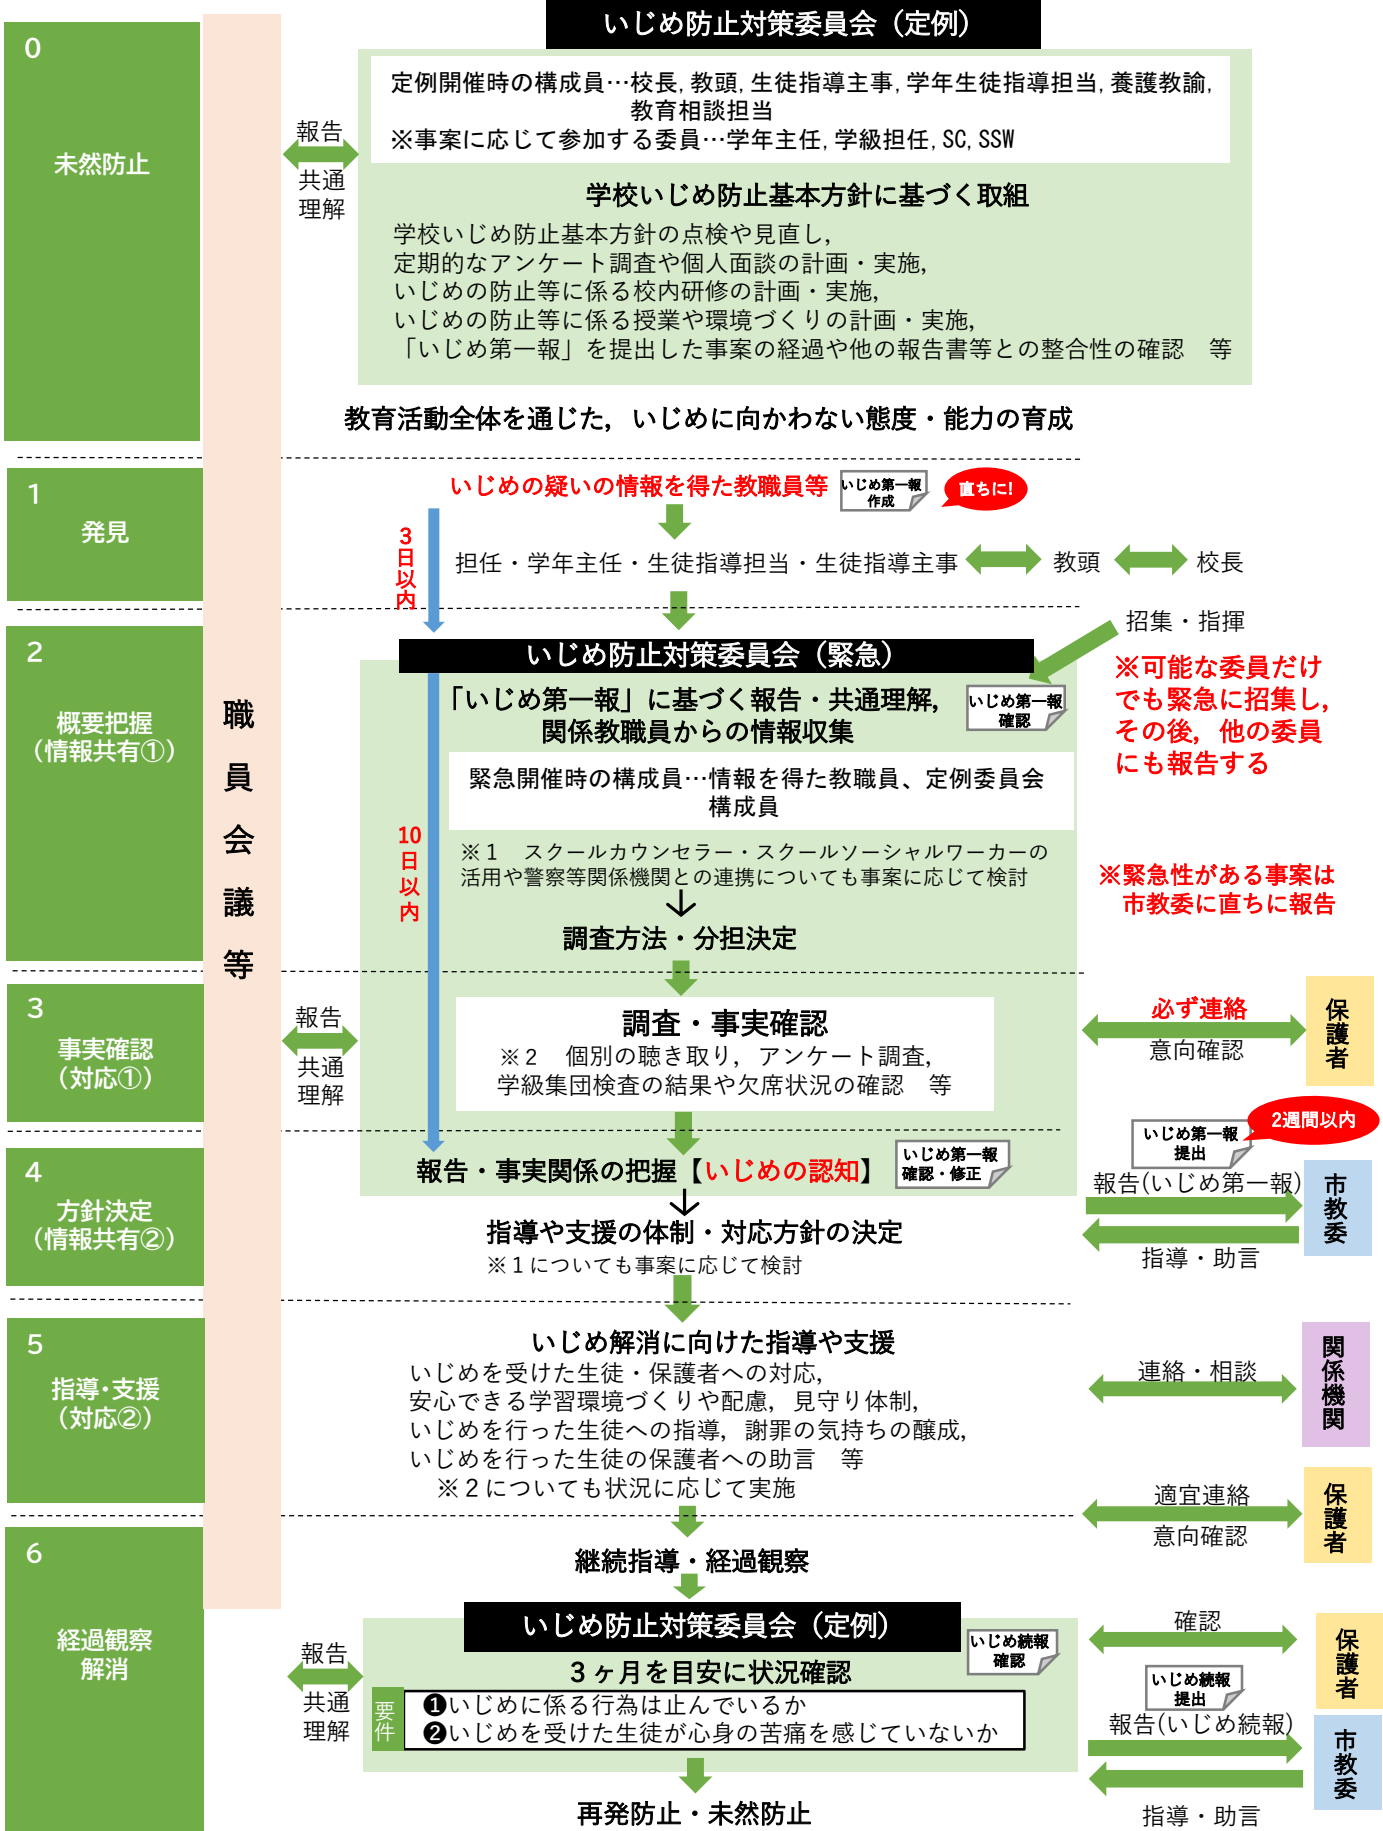 いじめ防止対策委員会（定例）
0
未然防止
報告
共通
理解
定例開催時の構成員…校長, 教頭, 生徒指導主事, 学年生徒指導担当, 養護教諭,
教育相談担当
※事案に応じて参加する委員…学年主任, 学級担任, SC, SSW
学校いじめ防止基本方針に基づく取組
学校いじめ防止基本方針の点検や見直し,
定期的なアンケート調査や個人面談の計画・実施,
いじめの防止等に係る校内研修の計画・実施,
いじめの防止等に係る授業や環境づくりの計画・実施,
「いじめ第一報」を提出した事案の経過や他の報告書等との整合性の確認　等
教育活動全体を通じた，いじめに向かわない態度・能力の育成
職員会議等
1
発見
いじめの疑いの情報を得た教職員等
いじめ第一報
作成
直ちに!
3日以内
担任・学年主任・生徒指導担当・生徒指導主事
教頭
校長
2
概要把握
（情報共有①）
招集・指揮
いじめ防止対策委員会（緊急）
「いじめ第一報」に基づく報告・共通理解,
関係教職員からの情報収集
いじめ第一報
確認
※可能な委員だけ
でも緊急に招集し,
その後，他の委員
にも報告する
緊急開催時の構成員…情報を得た教職員、定例委員会
構成員
10日以内
※１　スクールカウンセラー・スクールソーシャルワーカーの
活用や警察等関係機関との連携についても事案に応じて検討
※緊急性がある事案は
市教委に直ちに報告
調査方法・分担決定
3
事実確認
（対応①）
報告
共通
理解
調査・事実確認
※２　個別の聴き取り，アンケート調査,
学級集団検査の結果や欠席状況の確認　等
必ず連絡
意向確認
保護者
4
方針決定
（情報共有②）
報告・事実関係の把握【いじめの認知】
いじめ第一報
確認・修正
指導や支援の体制・対応方針の決定
※１についても事案に応じて検討
いじめ第一報
提出
2週間以内
報告(いじめ第一報)
指導・助言
市教委
5
指導･支援
（対応②）
いじめ解消に向けた指導や支援
いじめを受けた生徒・保護者への対応,
安心できる学習環境づくりや配慮，見守り体制,
いじめを行った生徒への指導，謝罪の気持ちの醸成,
いじめを行った生徒の保護者への助言　等
※２についても状況に応じて実施
連絡・相談
関係機関
適宜連絡
意向確認
保護者
6
経過観察
解消
継続指導・経過観察
報告
共通
理解
いじめ防止対策委員会（定例）
３ヶ月を目安に状況確認
いじめ続報
確認
要件
❶いじめに係る行為は止んでいるか
❷いじめを受けた生徒が心身の苦痛を感じていないか
再発防止・未然防止
確認
保護者
いじめ続報
提出
報告(いじめ続報)
指導・助言
市教委